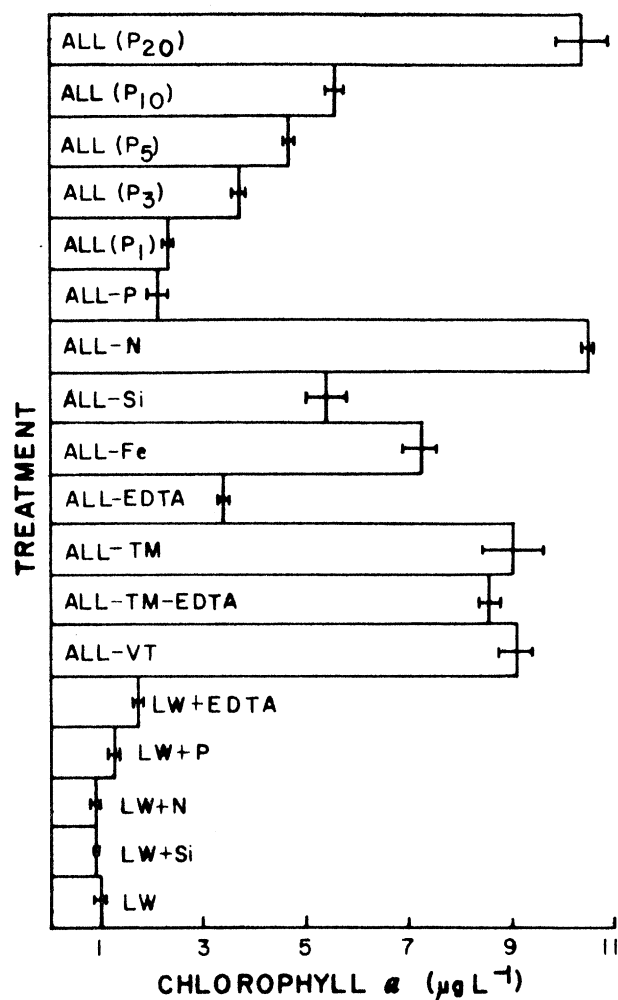 ALL (P20)
ALL (P10)
ALL (P5)
ALL (P3)
ALL (P1)
ALL-P
ALL-N
ALL-Si
ALL-Fe
ALL-EDTA
ALL-TM
ALL-TM-EDTA
ALL-VT
LW+EDTA
LW+P
LW+N
LW+Si
LW
TREATMENT
1 3 5 7 9 11
CHLOROPHYLL a (μg L⁻¹)